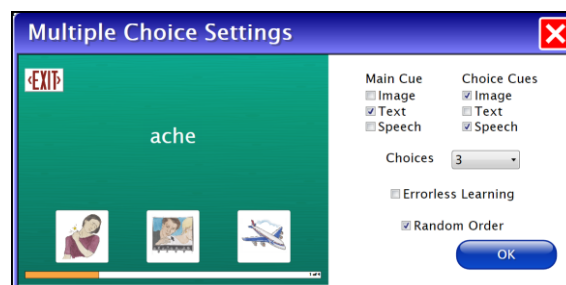 Multiple Choice Settings
EXIT
ache
Main Cue
Image
Text
Speech
Choice Cues
Image
Text
Speech
Choices 3
Errorless Learning
Random Order
OK